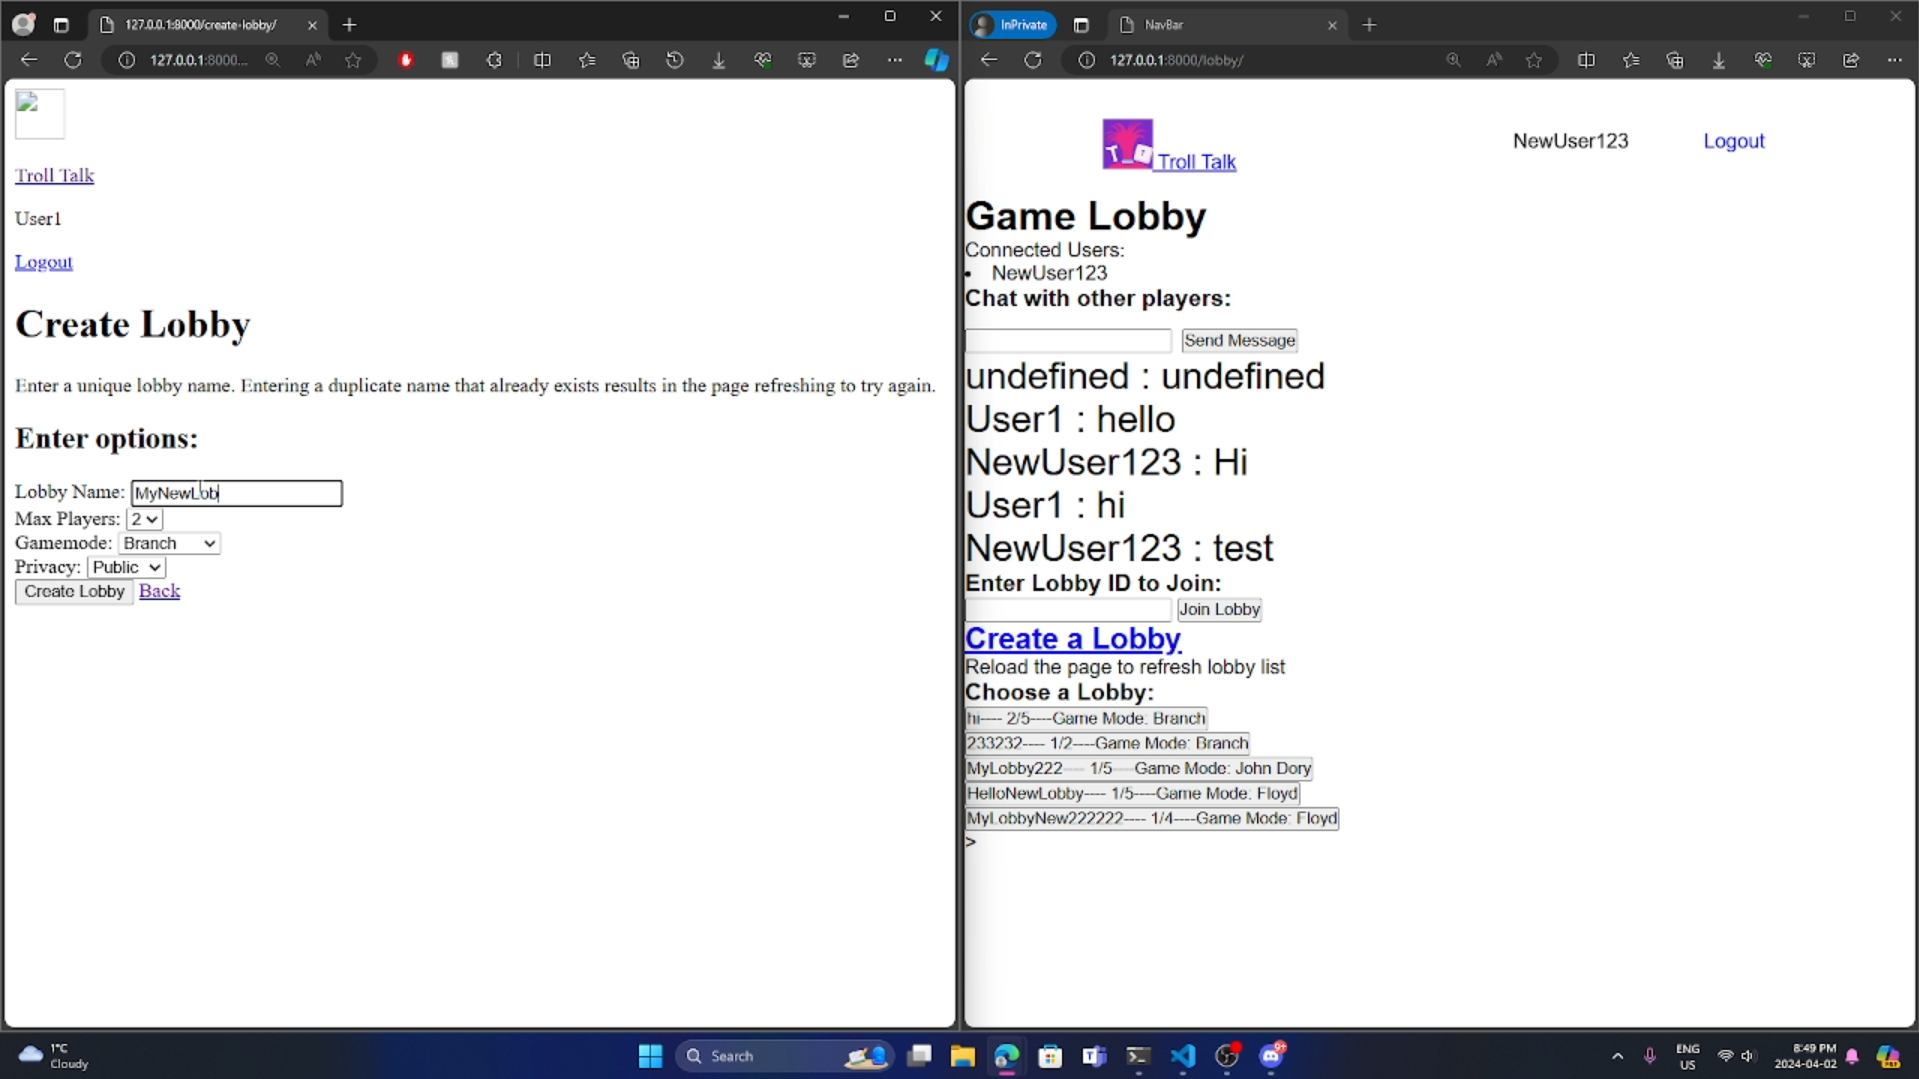 127.0.0.1:8000/create-lobby/
127.0.0.1:8000...
Troll Talk
User1
Logout
Create Lobby
Enter a unique lobby name. Entering a duplicate name that already exists results in the page refreshing to try again.
Enter options:
Lobby Name: MyNewLob
Max Players: 2
Gamemode: Branch
Privacy: Public
Create Lobby Back
InPrivate NavBar
127.0.0.1:8000/lobby/
T T Troll Talk NewUser123 Logout
Game Lobby
Connected Users:
• NewUser123
Chat with other players:
Send Message
undefined : undefined
User1 : hello
NewUser123 : Hi
User1 : hi
NewUser123 : test
Enter Lobby ID to Join:
Join Lobby
Create a Lobby
Reload the page to refresh lobby list
Choose a Lobby:
hi---- 2/5----Game Mode: Branch
233232---- 1/2----Game Mode: Branch
MyLobby222---- 1/5----Game Mode: John Dory
HelloNewLobby---- 1/5----Game Mode: Floyd
MyLobbyNew222222---- 1/4----Game Mode: Floyd
>
1°C
Cloudy
Search
9+
ENG
US
8:49 PM
2024-04-02